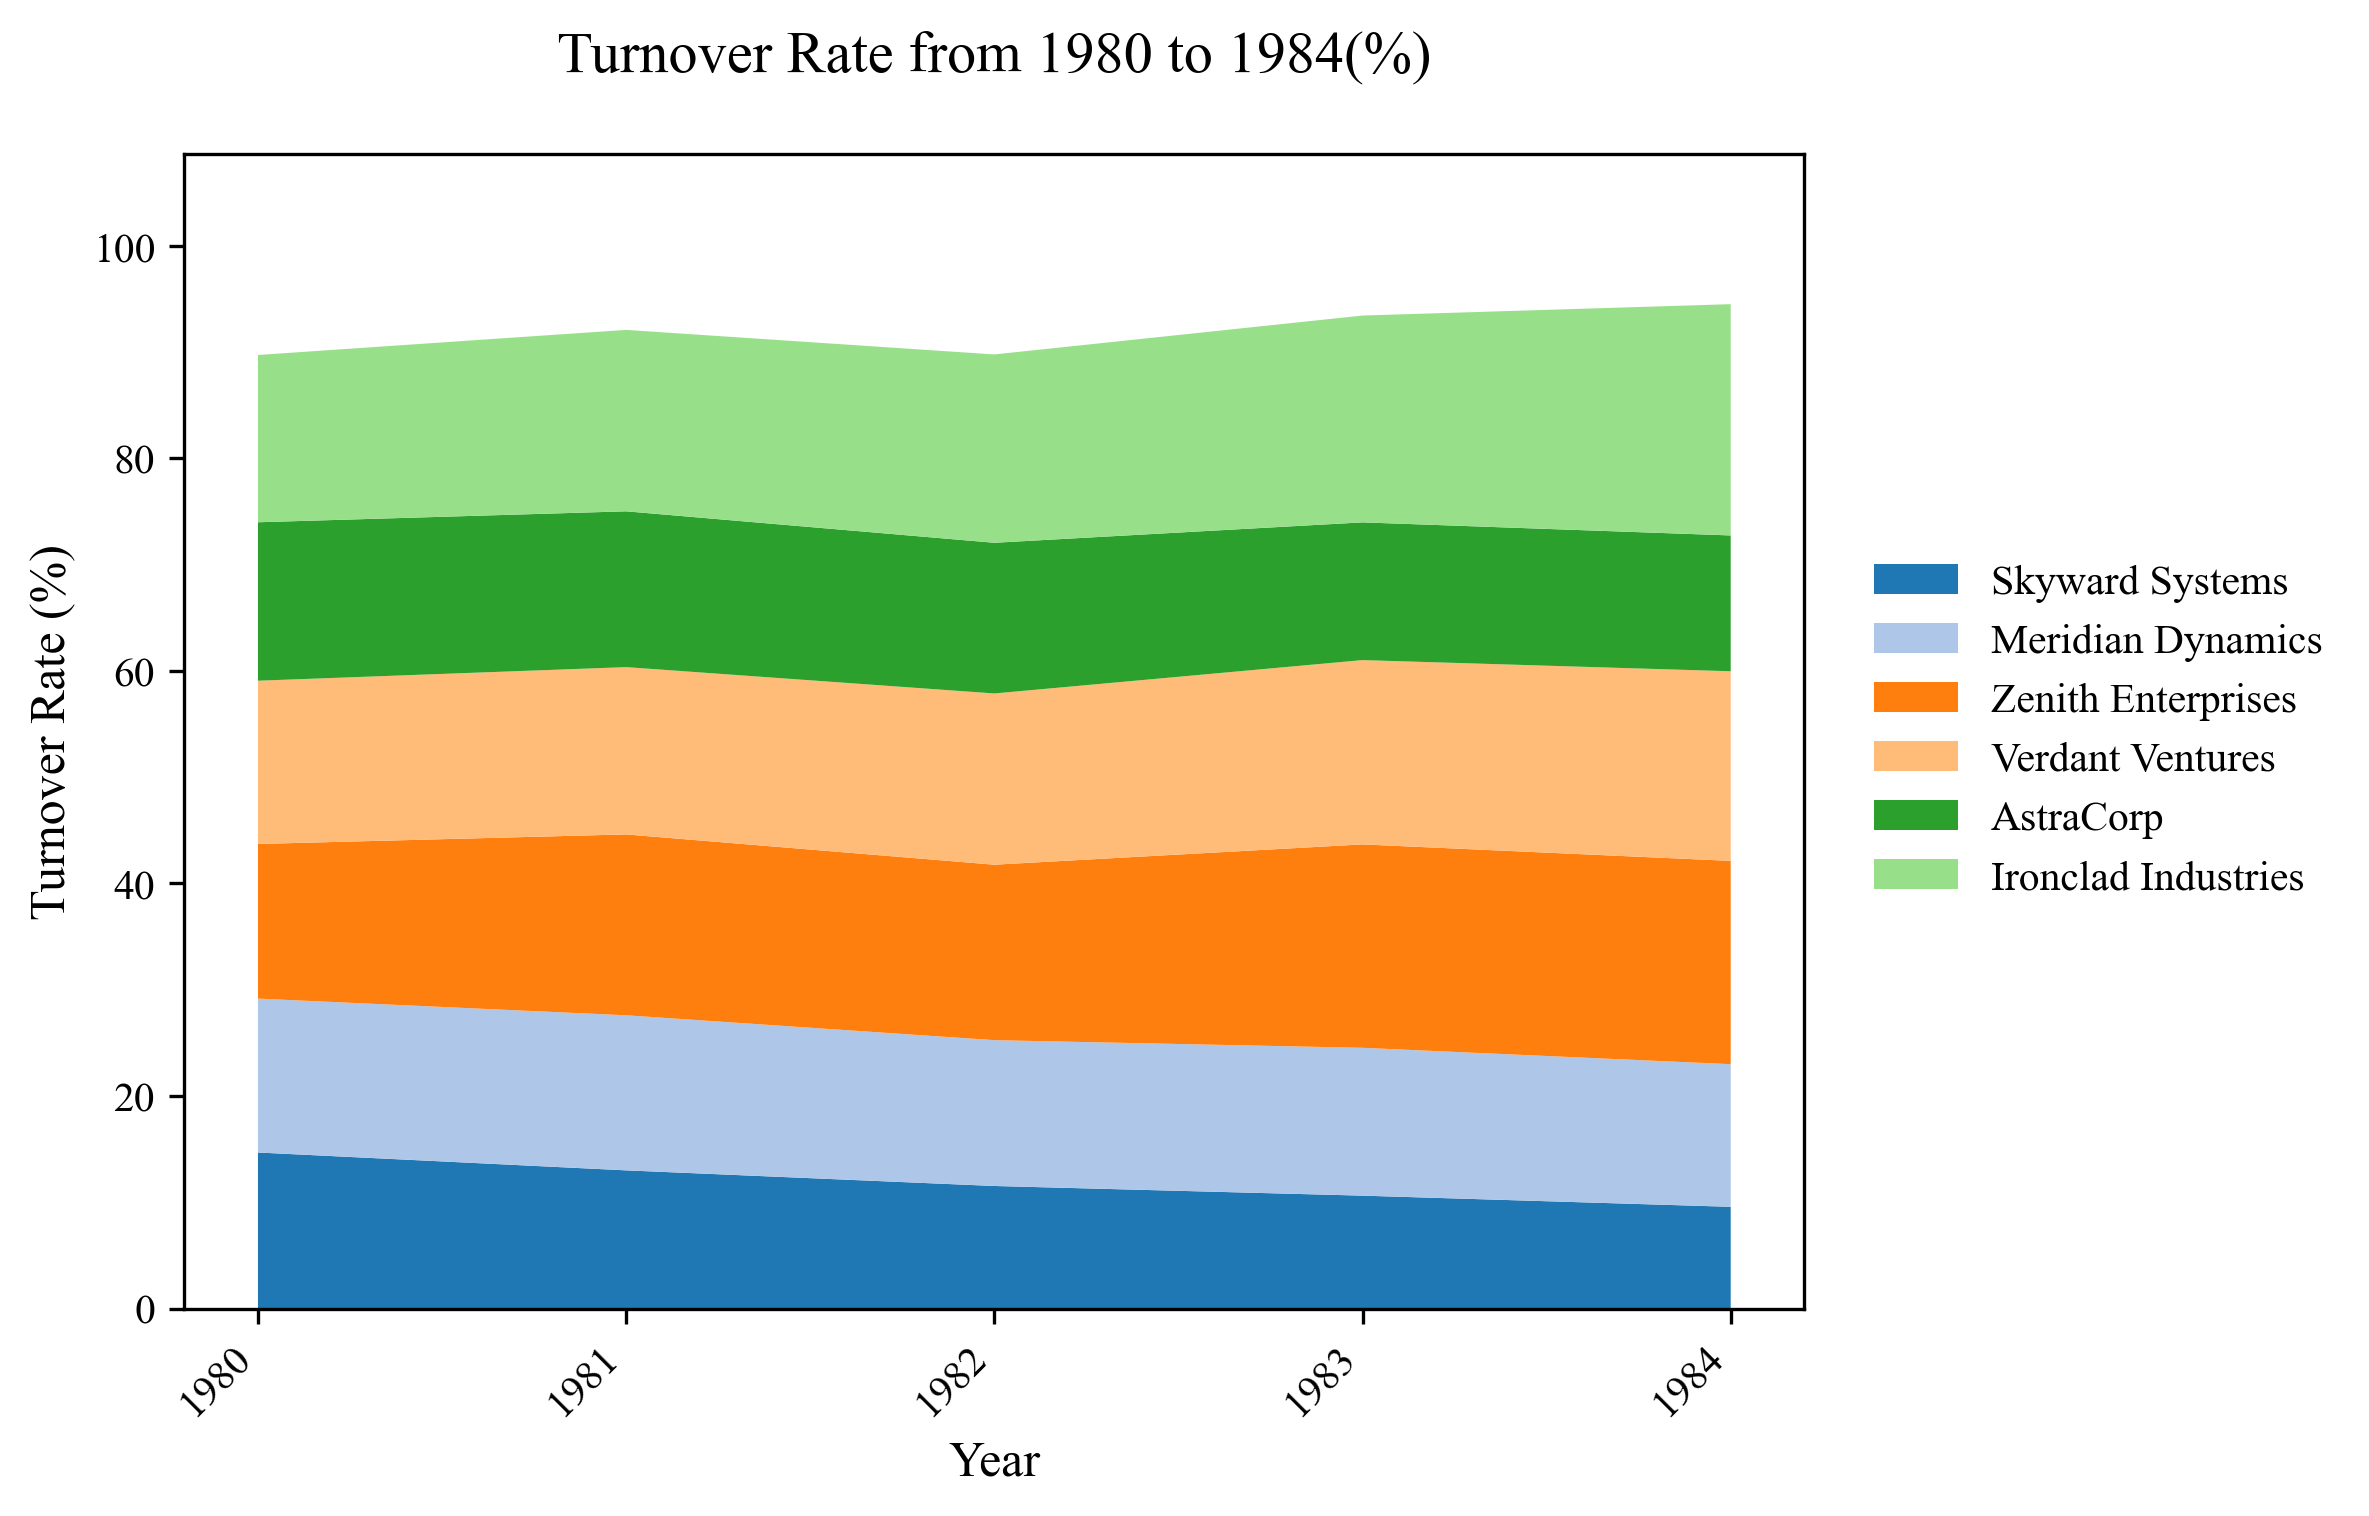 Turnover Rate from 1980 to 1984(%)
Turnover Rate (%)
100
80
60
40
20
0
1980
1981
1982
1983
1984
Year
Skyward Systems
Meridian Dynamics
Zenith Enterprises
Verdant Ventures
AstraCorp
Ironclad Industries